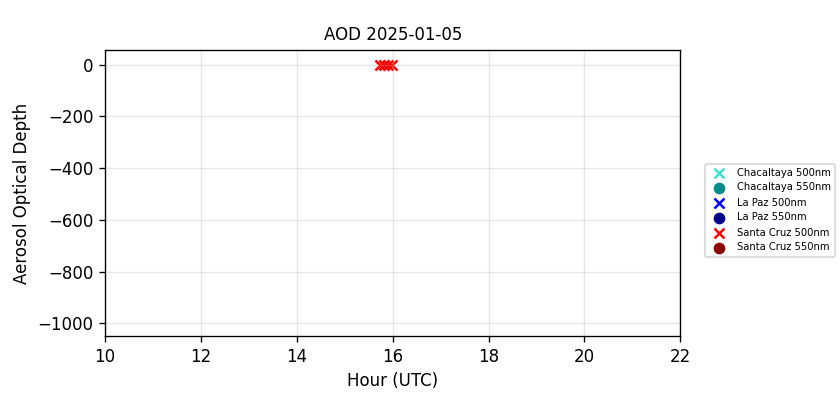 AOD 2025-01-05
Aerosol Optical Depth
0
−200
−400
−600
−800
−1000
10 12 14 16 18 20 22
Hour (UTC)
Chacaltaya 500nm
Chacaltaya 550nm
La Paz 500nm
La Paz 550nm
Santa Cruz 500nm
Santa Cruz 550nm